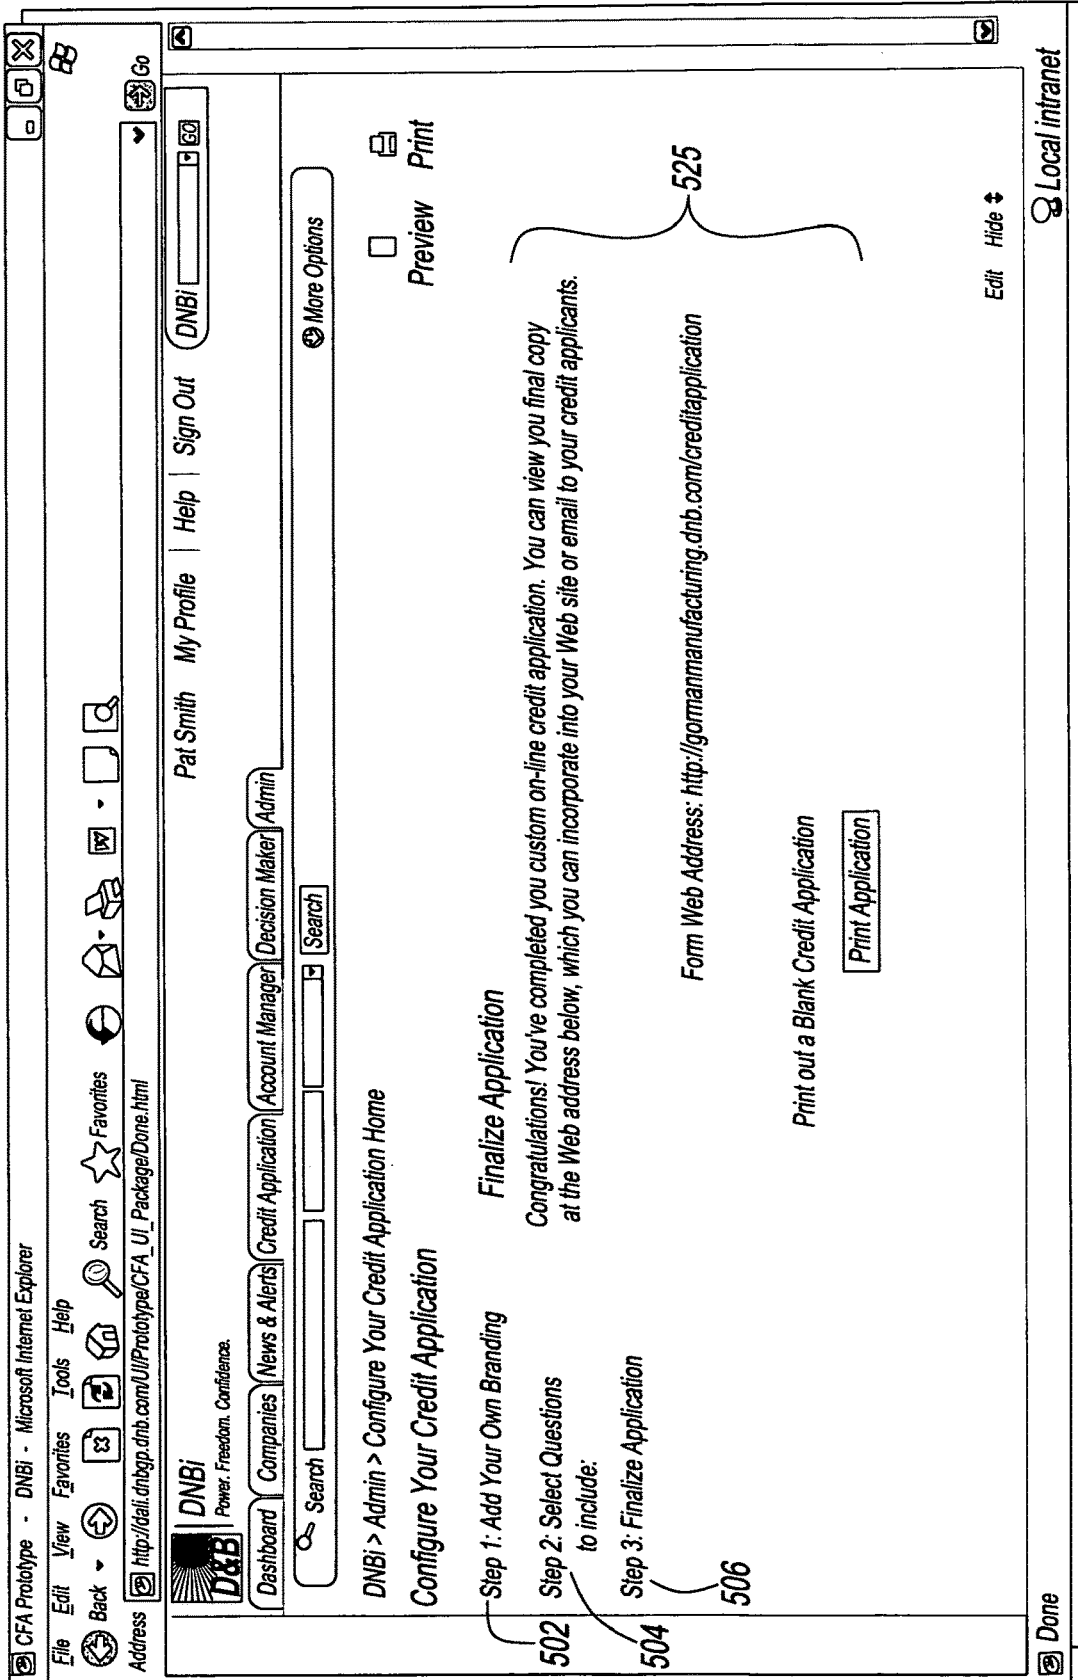 CFA Prototype - DNBi - Microsoft Internet Explorer
File Edit View Favorites Tools Help
Back Search Favorites W
Address http://dali.dnbgp.dnb.com/UI/Prototype/CFA_UI_Package/Done.html Go
D&B DNBi
Power. Freedom. Confidence.
Pat Smith My Profile | Help | Sign Out DNBi GO
Dashboard Companies News & Alerts Credit Application Account Manager Decision Maker Admin
Search Search More Options
DNBi > Admin > Configure Your Credit Application Home
Configure Your Credit Application
Preview Print
502 Step 1: Add Your Own Branding
504 Step 2: Select Questions
to include:
506 Step 3: Finalize Application
Finalize Application
Congratulations! You've completed you custom on-line credit application. You can view you final copy
at the Web address below, which you can incorporate into your Web site or email to your credit applicants.
525
Form Web Address: http://gormanmanufacturing.dnb.com/creditapplication
Print out a Blank Credit Application
Print Application
Edit Hide
Done Local intranet